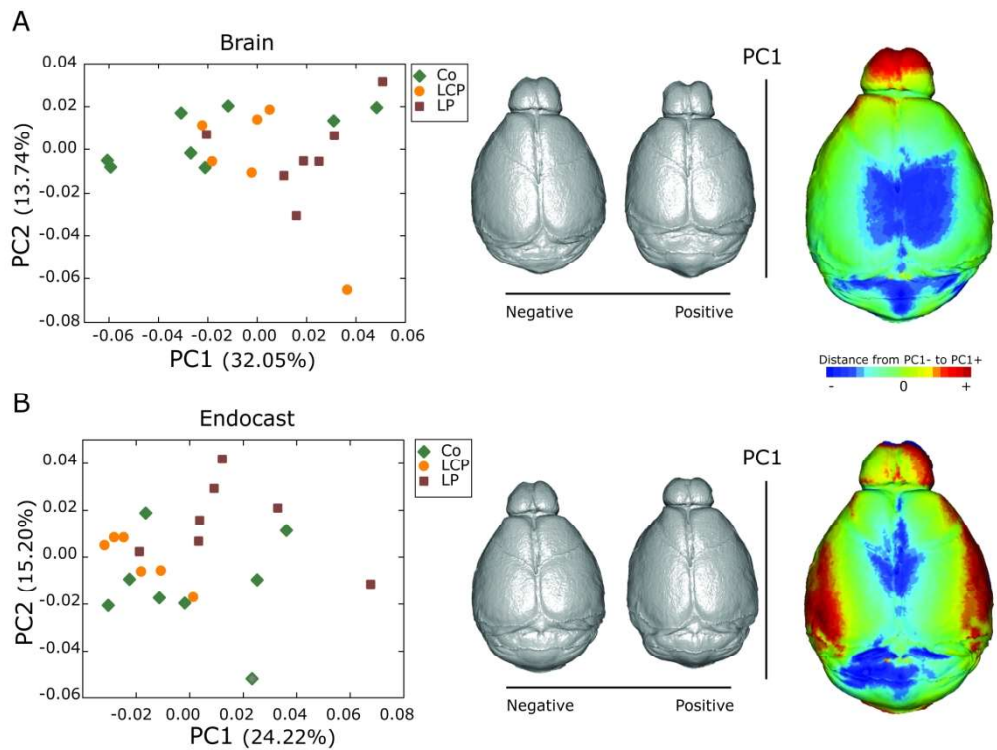 A
Brain
PC2 (13.74%)
0.04
0.02
0.00
-0.02
-0.04
-0.06
-0.08
-0.06
-0.04
-0.02
0.00
0.02
0.04
0.06
PC1 (32.05%)
Co
LCP
LP
PC1
Negative
Positive
Distance from PC1- to PC1+
- 0 +
B
Endocast
PC2 (15.20%)
0.04
0.02
0.00
-0.02
-0.04
-0.06
-0.02
0.00
0.02
0.04
0.06
0.08
PC1 (24.22%)
Co
LCP
LP
PC1
Negative
Positive